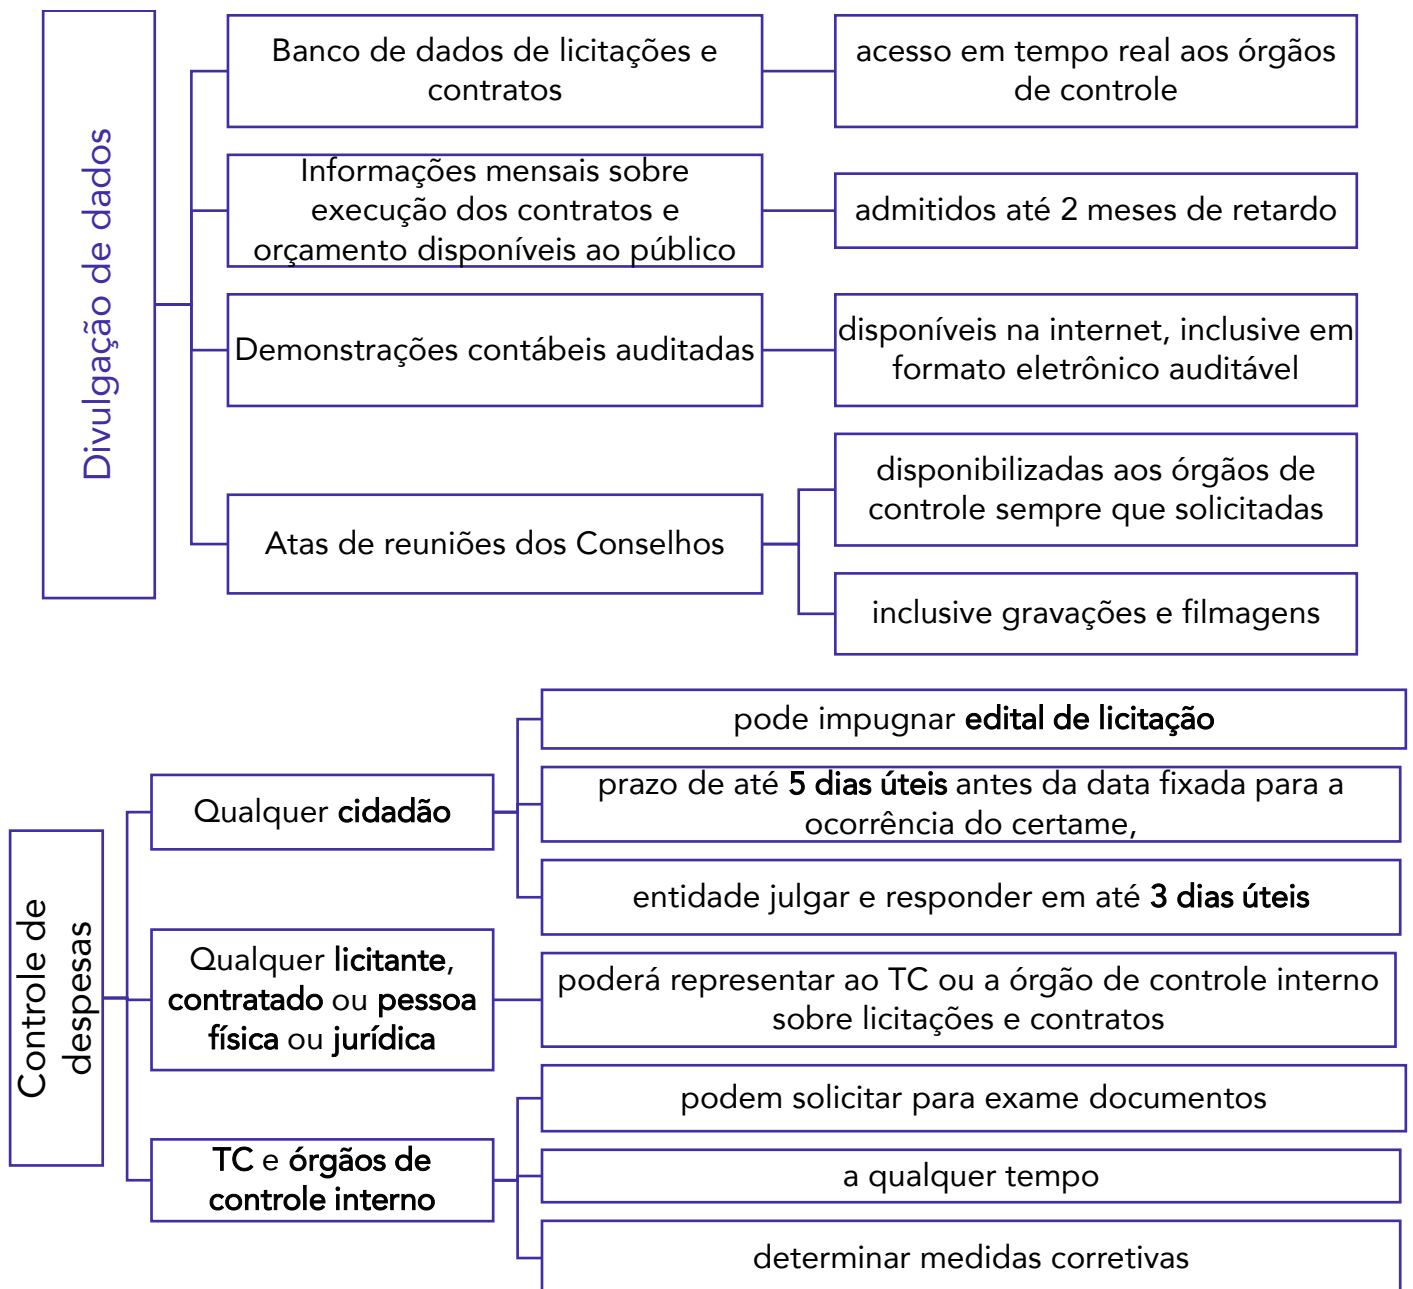 Divulgação de dados
Banco de dados de licitações e
contratos
acesso em tempo real aos órgãos
de controle
Informações mensais sobre
execução dos contratos e
orçamento disponíveis ao público
admitidos até 2 meses de retardo
Demonstrações contábeis auditadas
disponíveis na internet, inclusive em
formato eletrônico auditável
Atas de reuniões dos Conselhos
disponibilizadas aos órgãos de
controle sempre que solicitadas
inclusive gravações e filmagens
Controle de
despesas
Qualquer cidadão
pode impugnar edital de licitação
prazo de até 5 dias úteis antes da data fixada para a
ocorrência do certame,
entidade julgar e responder em até 3 dias úteis
Qualquer licitante,
contratado ou pessoa
física ou jurídica
poderá representar ao TC ou a órgão de controle interno
sobre licitações e contratos
TC e órgãos de
controle interno
podem solicitar para exame documentos
a qualquer tempo
determinar medidas corretivas